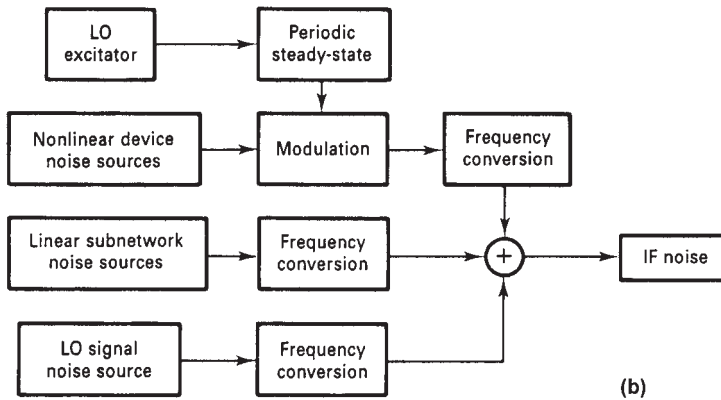 LO
excitator
Periodic
steady-state
Nonlinear device
noise sources
Modulation
Frequency
conversion
Linear subnetwork
noise sources
Frequency
conversion
+
IF noise
LO signal
noise source
Frequency
conversion
(b)